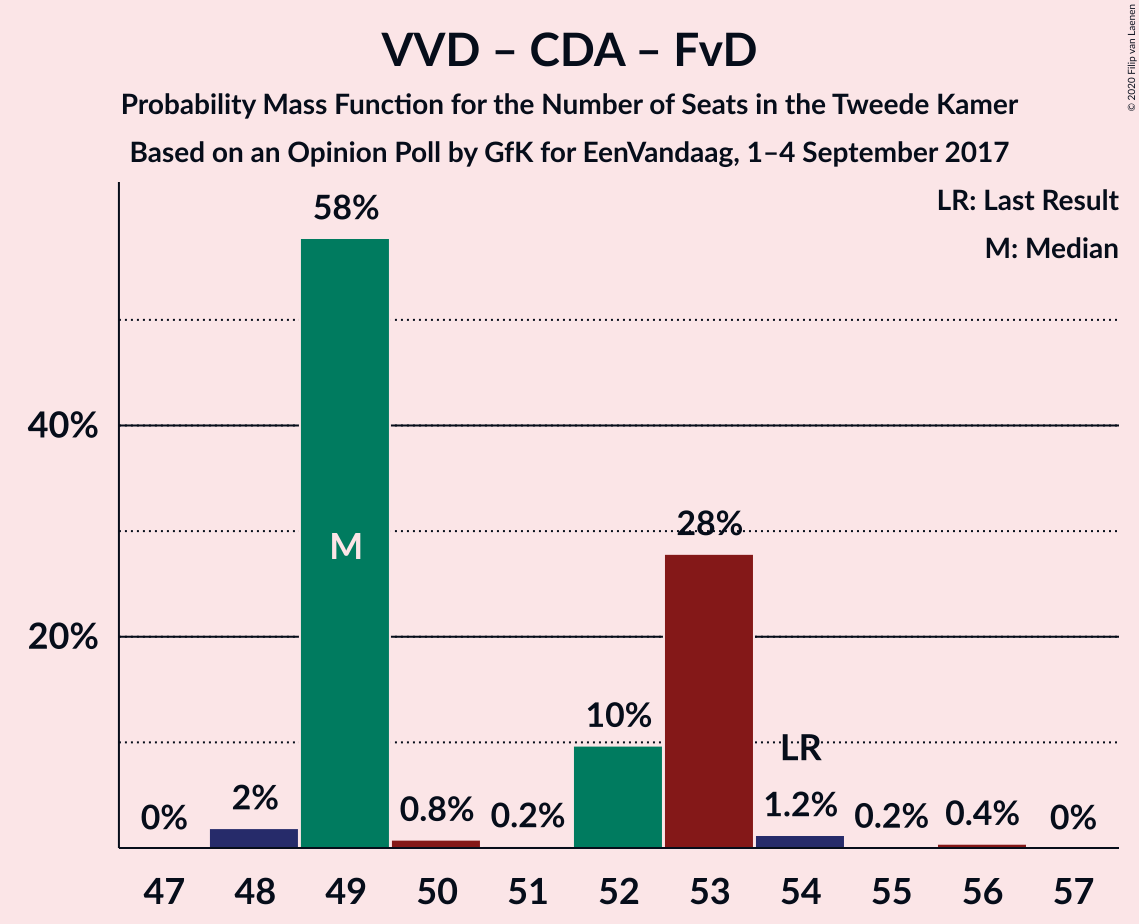 VVD – CDA – FvD
Probability Mass Function for the Number of Seats in the Tweede Kamer
Based on an Opinion Poll by GfK for EenVandaag, 1–4 September 2017
© 2020 Filip van Laenen
LR: Last Result
M: Median
58%
40%
28%
M
20%
10%
LR
2%
1.2%
0.8%
0.4%
0%
0.2%
0.2%
0%
47 48 49 50 51 52 53 54 55 56 57